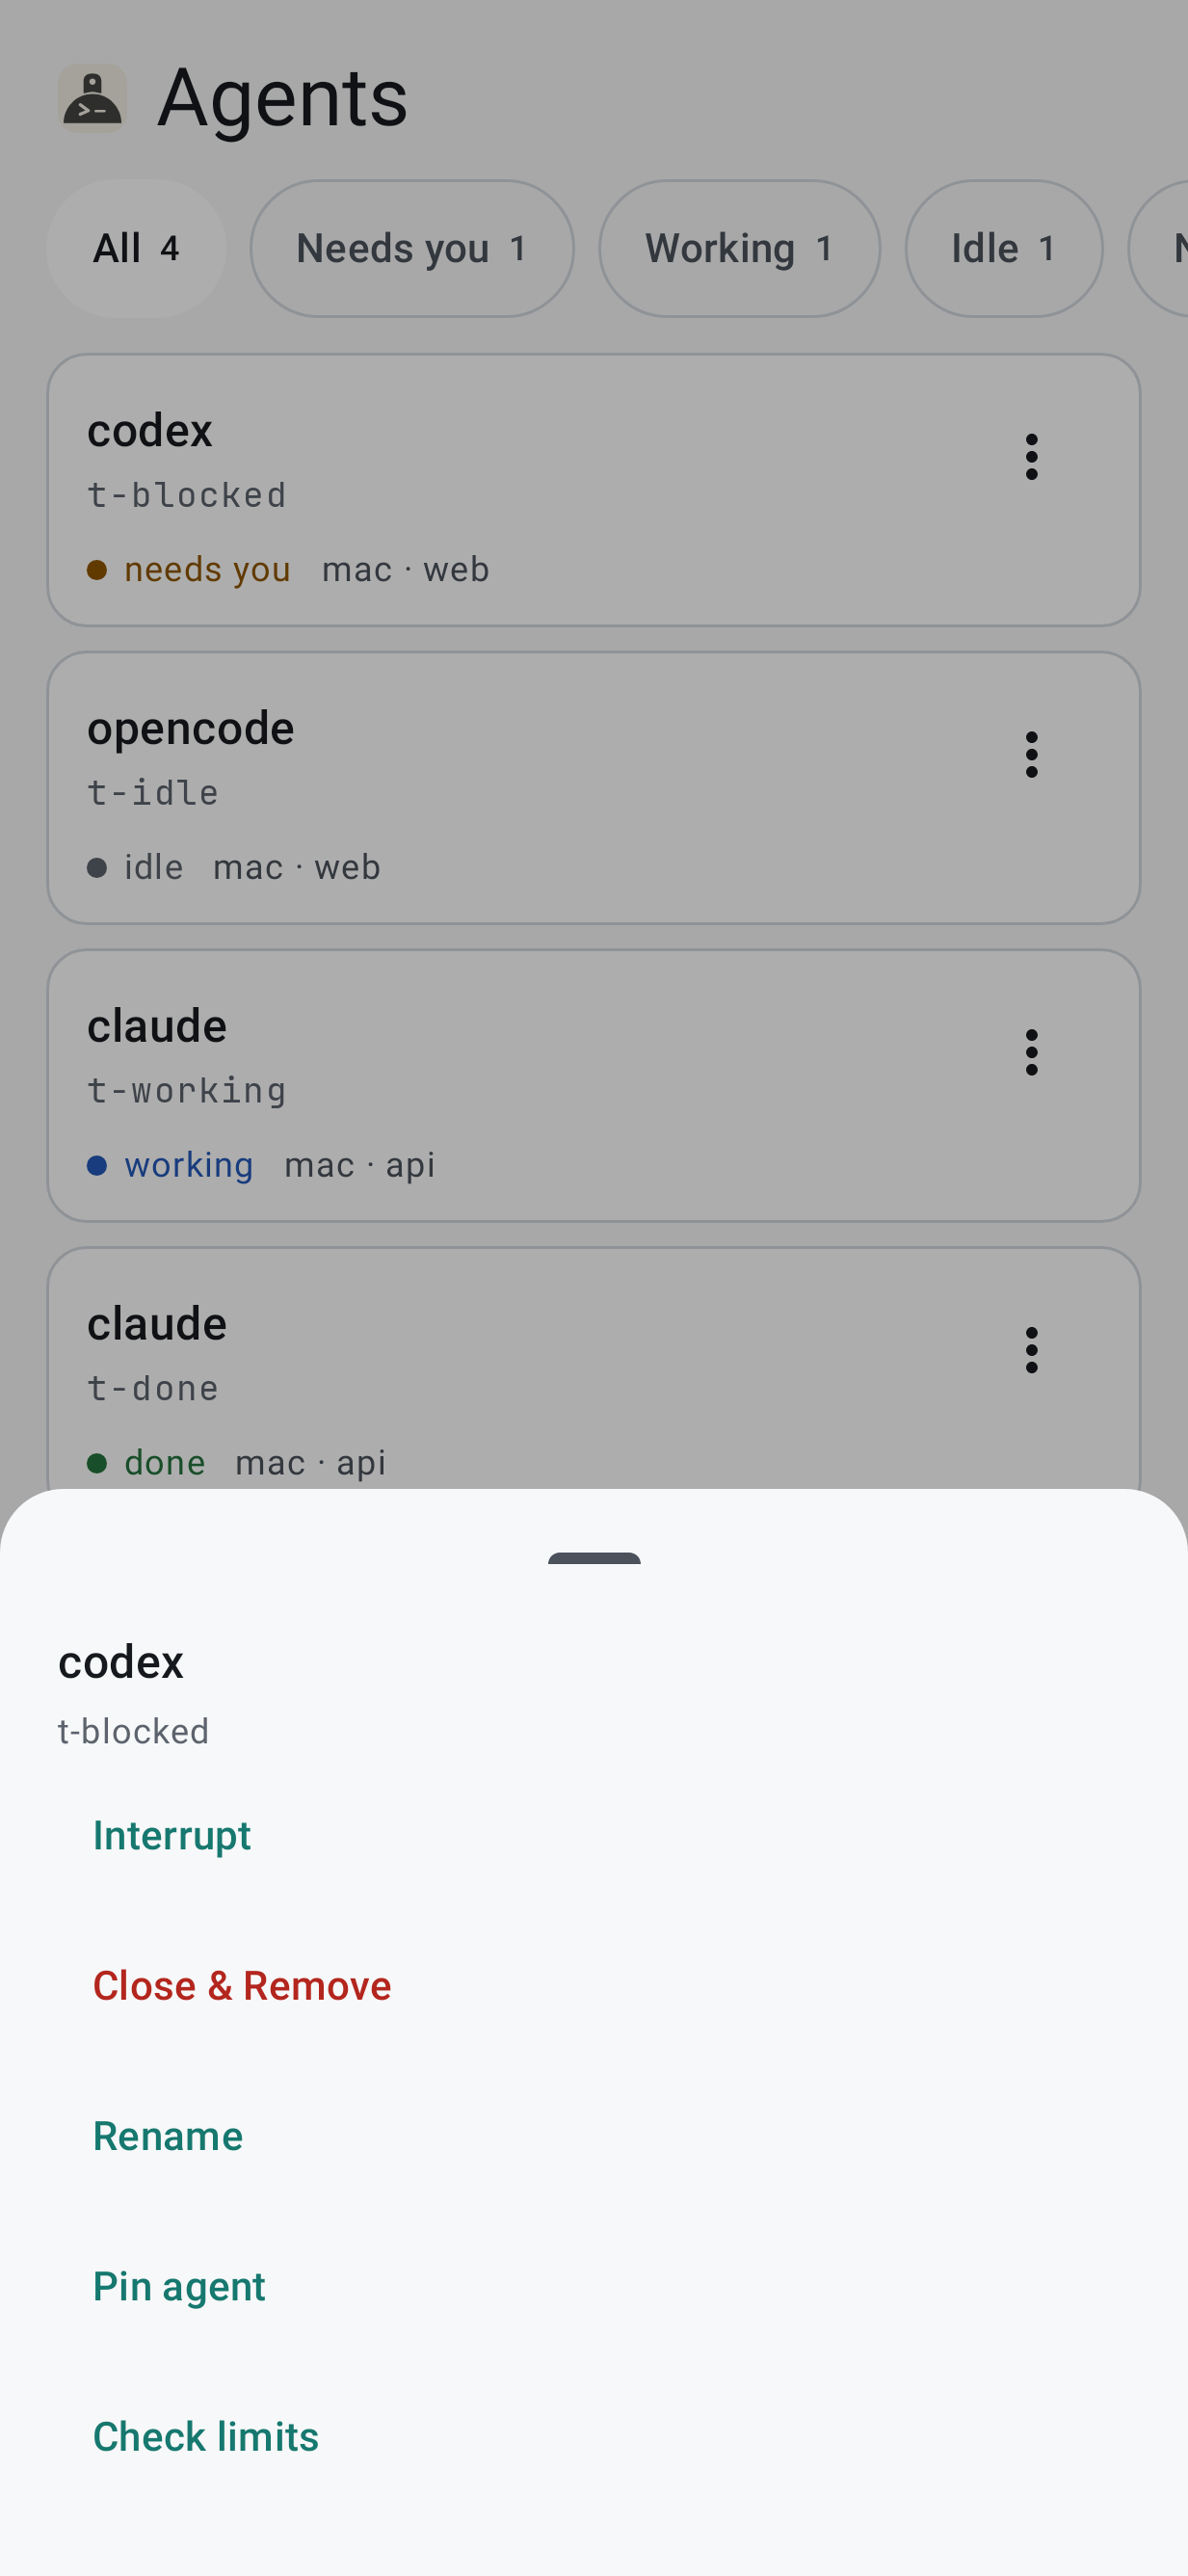 Agents
All 4 Needs you 1 Working 1 Idle 1 N
codex
t-blocked
needs you mac · web
opencode
t-idle
idle mac · web
claude
t-working
working mac · api
claude
t-done
done mac · api
codex
t-blocked
Interrupt
Close & Remove
Rename
Pin agent
Check limits